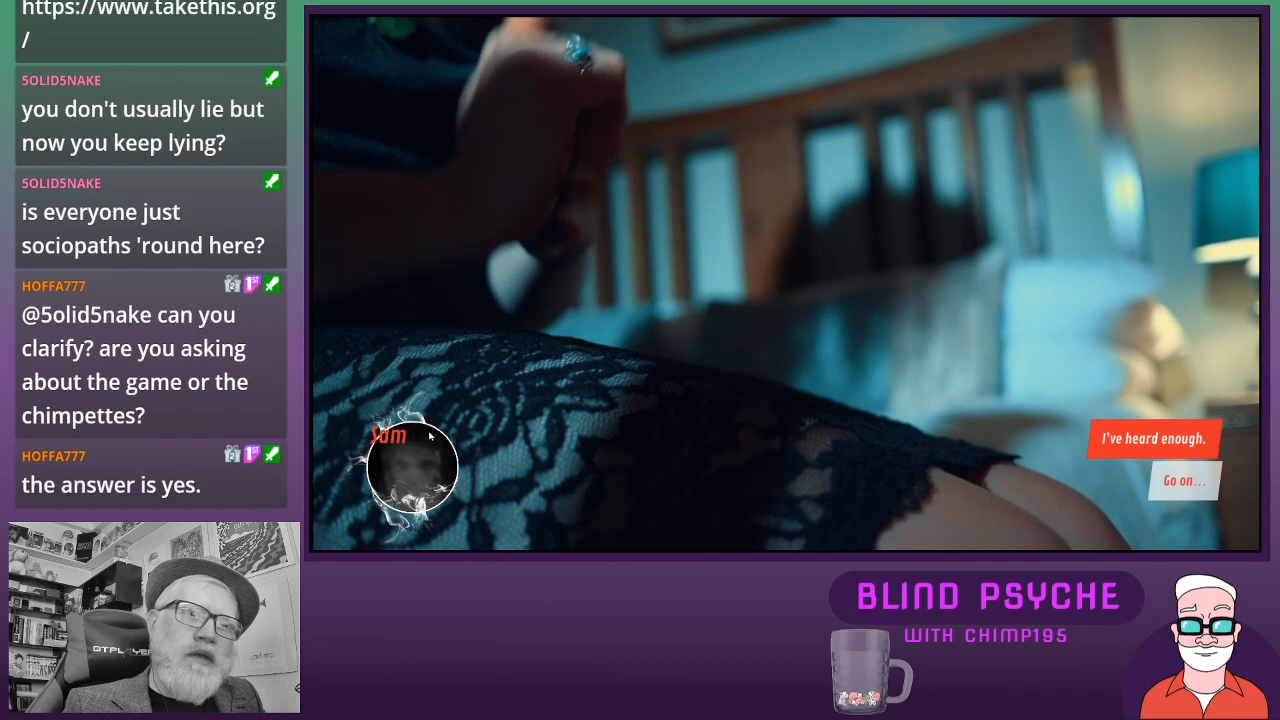 https://www.takethis.org
/
5OLID5NAKE
you don't usually lie but
now you keep lying?
5OLID5NAKE
is everyone just
sociopaths 'round here?
HOFFA777
@5olid5nake can you
clarify? are you asking
about the game or the
chimpettes?
HOFFA777
the answer is yes.
Sam
I've heard enough.
Go on...
GTPLAYER
BLIND PSYCHE
WITH CHIMP195